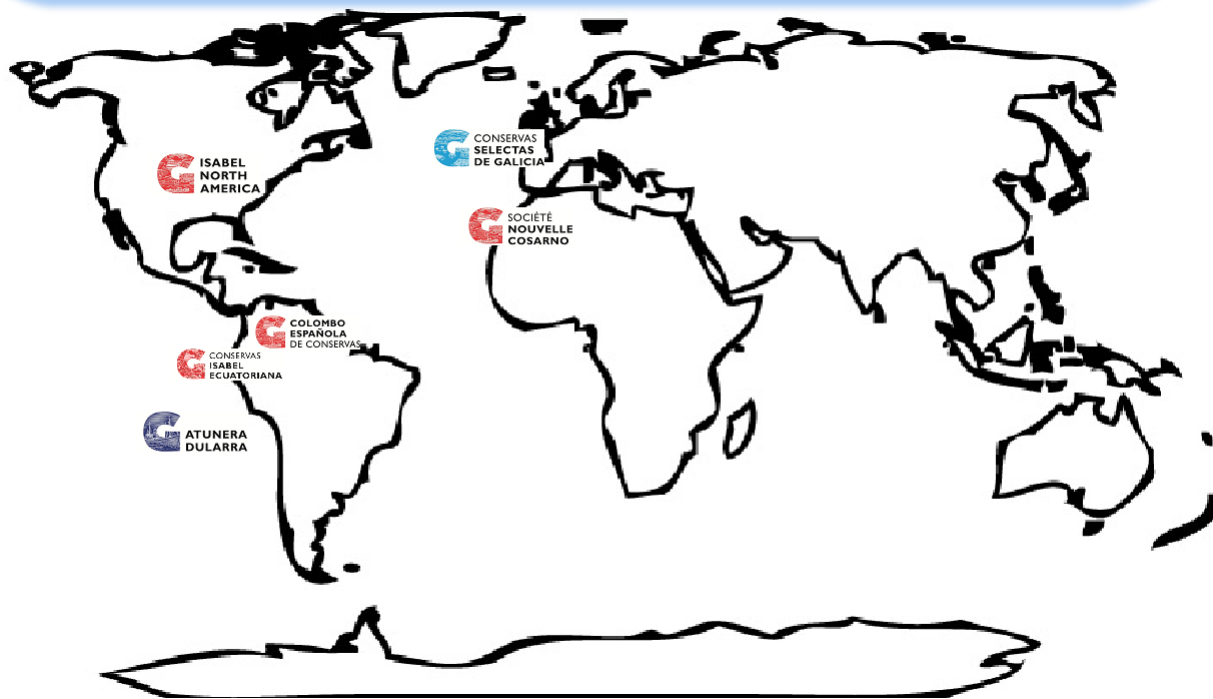 CONSERVAS
SELECTAS
DE GALICIA
ISABEL
NORTH
AMERICA
SOCIÉTÉ
NOUVELLE
COSARNO
COLOMBO
ESPAÑOLA
DE CONSERVAS
CONSERVAS
ISABEL
ECUATORIANA
ATUNERA
DULARRA